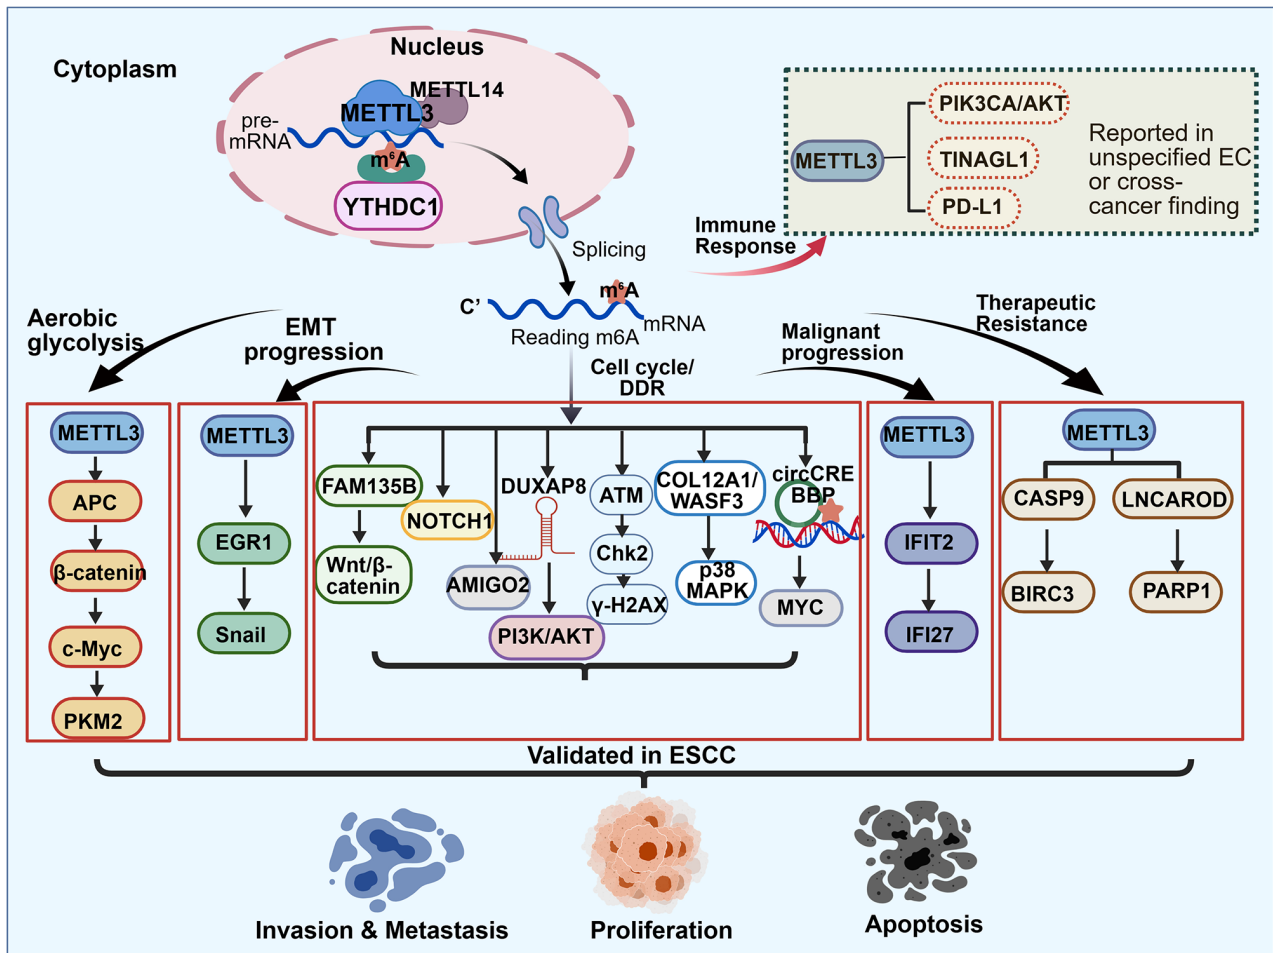 Nucleus
Cytoplasm
METTL14
METTL3
pre-
mRNA
m⁶A
YTHDC1
Splicing
METTL3
PIK3CA/AKT
TINAGL1
PD-L1
Reported in
unspecified EC
or cross-
cancer finding
Immune
Response
C’
m⁶A
mRNA
Reading m6A
Aerobic
glycolysis
EMT
progression
Cell cycle/
DDR
Malignant
progression
Therapeutic
Resistance
METTL3
APC
β-catenin
c-Myc
PKM2
METTL3
EGR1
Snail
FAM135B
Wnt/β-
catenin
NOTCH1
AMIGO2
DUXAP8
PI3K/AKT
ATM
Chk2
γ-H2AX
COL12A1/
WASF3
p38
MAPK
circCRE
BBP
MYC
METTL3
IFIT2
IFI27
METTL3
CASP9
LNCAROD
BIRC3
PARP1
Validated in ESCC
Invasion & Metastasis
Proliferation
Apoptosis